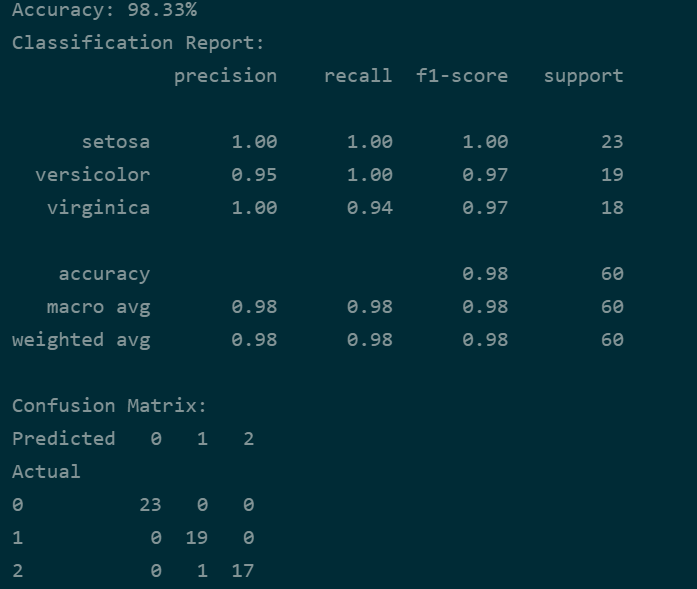 Accuracy: 98.33%
Classification Report:
              precision    recall  f1-score   support

      setosa       1.00      1.00      1.00        23
  versicolor       0.95      1.00      0.97        19
   virginica       1.00      0.94      0.97        18

    accuracy                           0.98        60
   macro avg       0.98      0.98      0.98        60
weighted avg       0.98      0.98      0.98        60

Confusion Matrix:
Predicted   0   1   2
Actual
0          23   0   0
1           0  19   0
2           0   1  17